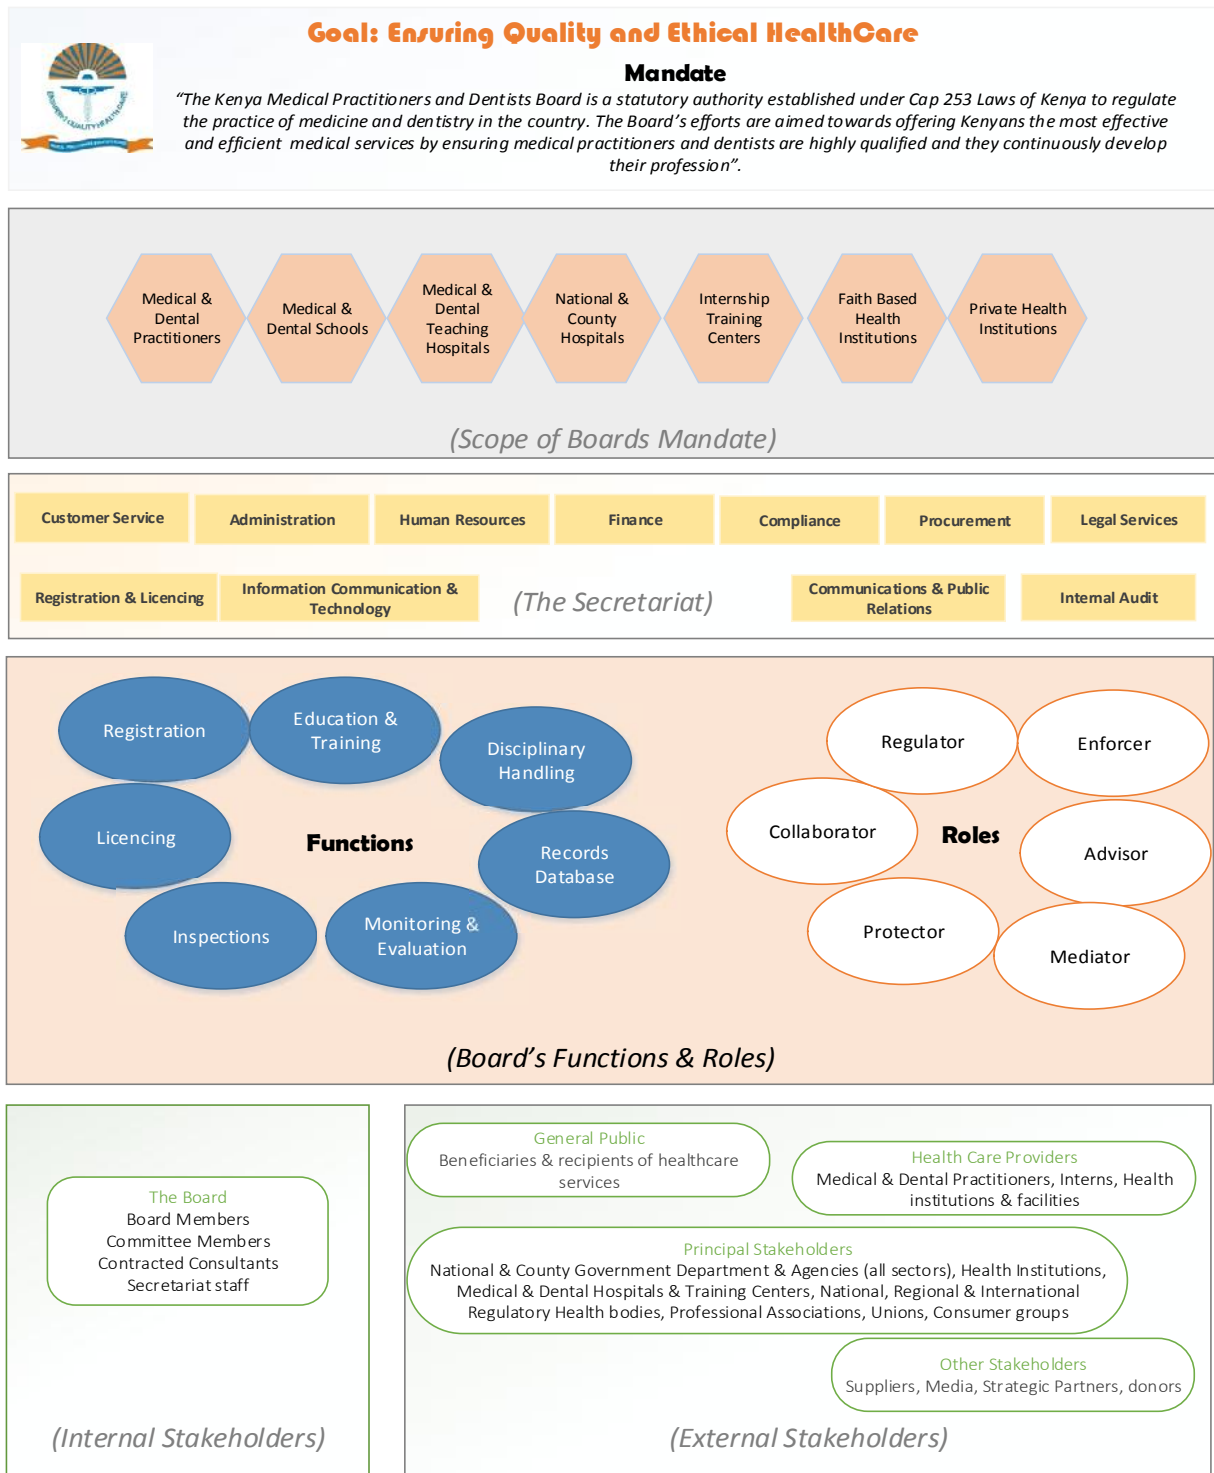 Goal: Ensuring Quality and Ethical HealthCare
Mandate
“The Kenya Medical Practitioners and Dentists Board is a statutory authority established under Cap 253 Laws of Kenya to regulate
the practice of medicine and dentistry in the country. The Board’s efforts are aimed towards offering Kenyans the most effective
and efficient medical services by ensuring medical practitioners and dentists are highly qualified and they continuously develop
their profession”.
Medical &
Dental
Practitioners
Medical &
Dental Schools
Medical &
Dental
Teaching
Hospitals
National &
County
Hospitals
Internship
Training
Centers
Faith Based
Health
Institutions
Private Health
Institutions
(Scope of Boards Mandate)
Customer Service
Administration
Human Resources
Finance
Compliance
Procurement
Legal Services
Registration & Licencing
Information Communication &
Technology
(The Secretariat)
Communications & Public
Relations
Internal Audit
Registration
Education &
Training
Disciplinary
Handling
Licencing
Functions
Records
Database
Inspections
Monitoring &
Evaluation
Regulator
Enforcer
Collaborator
Roles
Advisor
Protector
Mediator
(Board’s Functions & Roles)
The Board
Board Members
Committee Members
Contracted Consultants
Secretariat staff
(Internal Stakeholders)
General Public
Beneficiaries & recipients of healthcare
services
Health Care Providers
Medical & Dental Practitioners, Interns, Health
institutions & facilities
Principal Stakeholders
National & County Government Department & Agencies (all sectors), Health Institutions,
Medical & Dental Hospitals & Training Centers, National, Regional & International
Regulatory Health bodies, Professional Associations, Unions, Consumer groups
Other Stakeholders
Suppliers, Media, Strategic Partners, donors
(External Stakeholders)